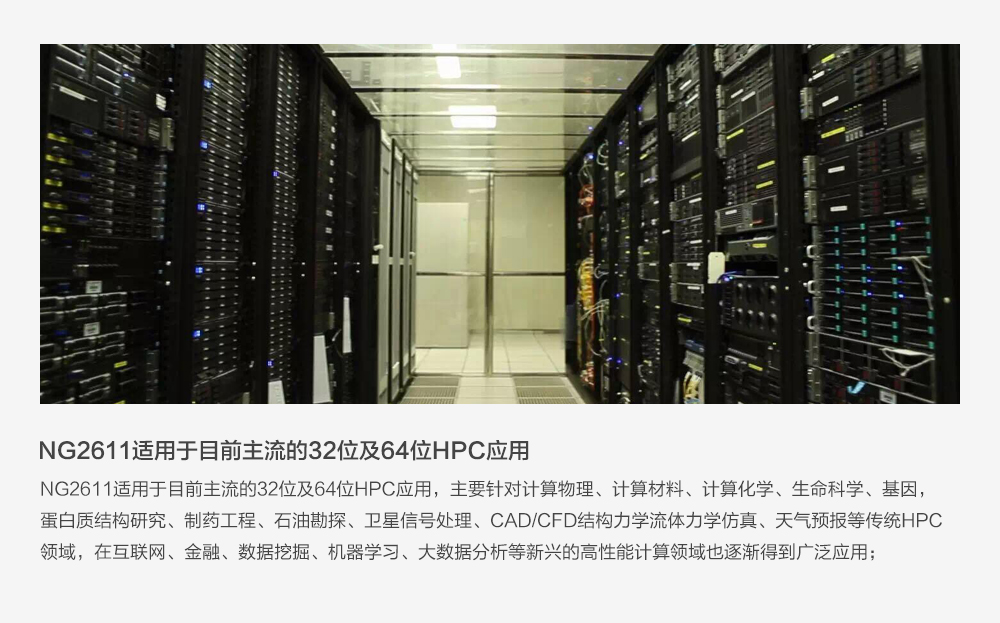 NG2611适用于目前主流的32位及64位HPC应用
NG2611适用于目前主流的32位及64位HPC应用，主要针对计算物理、计算材料、计算化学、生命科学、基因，
蛋白质结构研究、制药工程、石油勘探、卫星信号处理、CAD/CFD结构力学流体力学仿真、天气预报等传统HPC
领域，在互联网、金融、数据挖掘、机器学习、大数据分析等新兴的高性能计算领域也逐渐得到广泛应用；